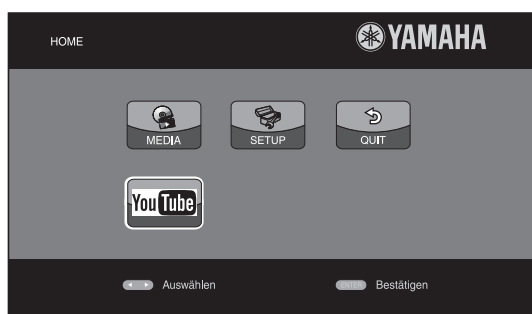 HOME
YAMAHA
MEDIA
SETUP
QUIT
YouTube
Auswählen
ENTER Bestätigen